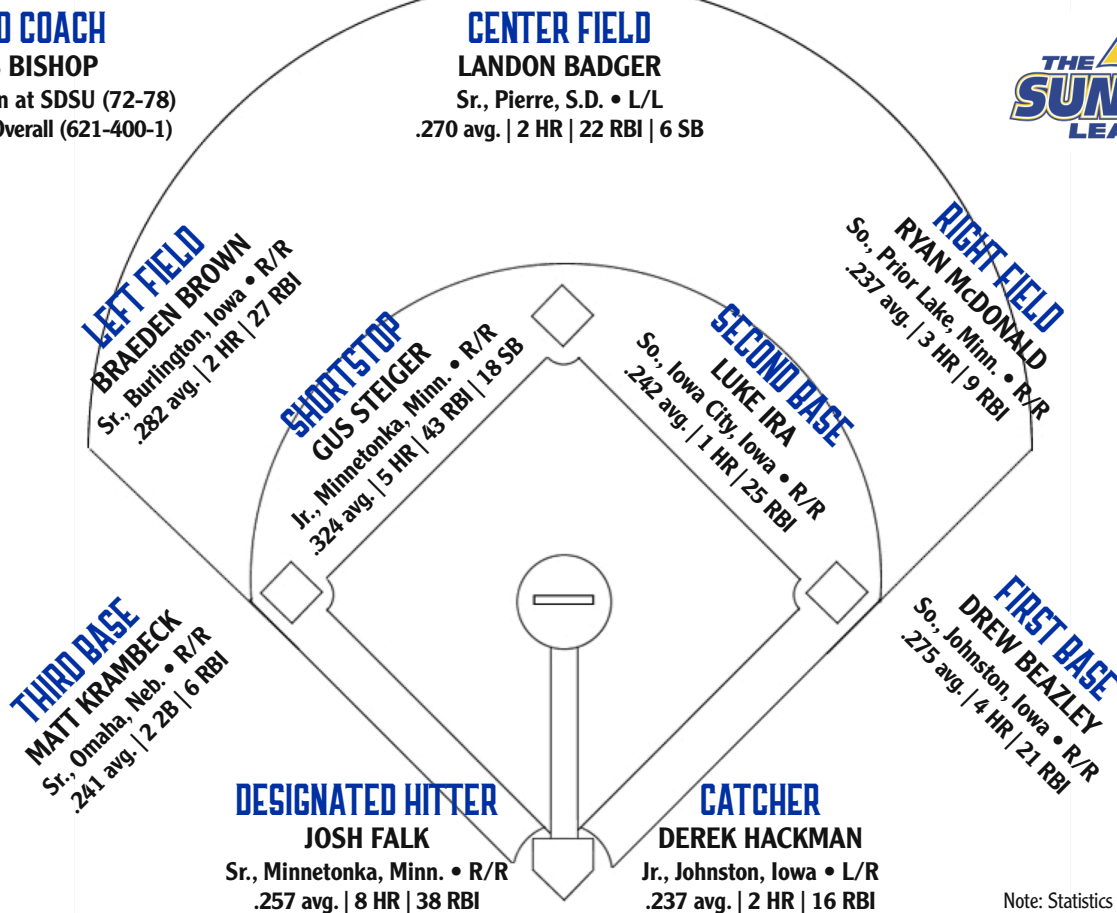 D COACH
BISHOP
n at SDSU (72-78)
Overall (621-400-1)
CENTER FIELD
LANDON BADGER
Sr., Pierre, S.D. • L/L
.270 avg. | 2 HR | 22 RBI | 6 SB
THE
SUN
LEA
LEFT FIELD
BRAEDEN BROWN
Sr., Burlington, Iowa • R/R
.282 avg. | 2 HR | 27 RBI
SHORTSTOP
GUS STEIGER
Jr., Minnetonka, Minn. • R/R
.324 avg. | 5 HR | 43 RBI | 18 SB
SECOND BASE
LUKE IRA
So., Iowa City, Iowa • R/R
.242 avg. | 1 HR | 25 RBI
RIGHT FIELD
RYAN McDONALD
So., Prior Lake, Minn. • R/R
.237 avg. | 3 HR | 9 RBI
THIRD BASE
MATT KRAMBECK
Sr., Omaha, Neb. • R/R
.241 avg. | 2 2B | 6 RBI
FIRST BASE
DREW BEAZLEY
So., Johnston, Iowa • R/R
.275 avg. | 4 HR | 21 RBI
DESIGNATED HITTER
JOSH FALK
Sr., Minnetonka, Minn. • R/R
.257 avg. | 8 HR | 38 RBI
CATCHER
DEREK HACKMAN
Jr., Johnston, Iowa • L/R
.237 avg. | 2 HR | 16 RBI
Note: Statistics